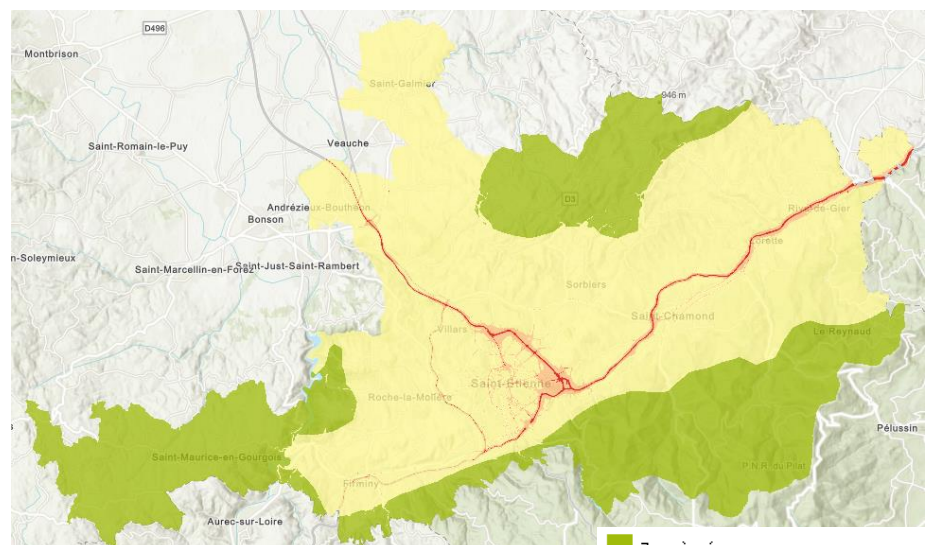 D496
Montbrison
Saint-Galmier
946 m
Saint-Romain-le-Puy
Veauche
D3
Andrézieux-Bouthéon
Bonson
Rive-de-Gier
Lorette
n-Soleymieux
Saint-Marcellin-en-Forez
Saint-Just-Saint-Rambert
Sorbiers
Saint-Chamond
Villars
Le Reynaud
Saint-Étienne
Roche-la-Molière
Pélussin
Saint-Maurice-en-Gourgois
P.N.R. du Pilat
Firminy
Aurec-sur-Loire